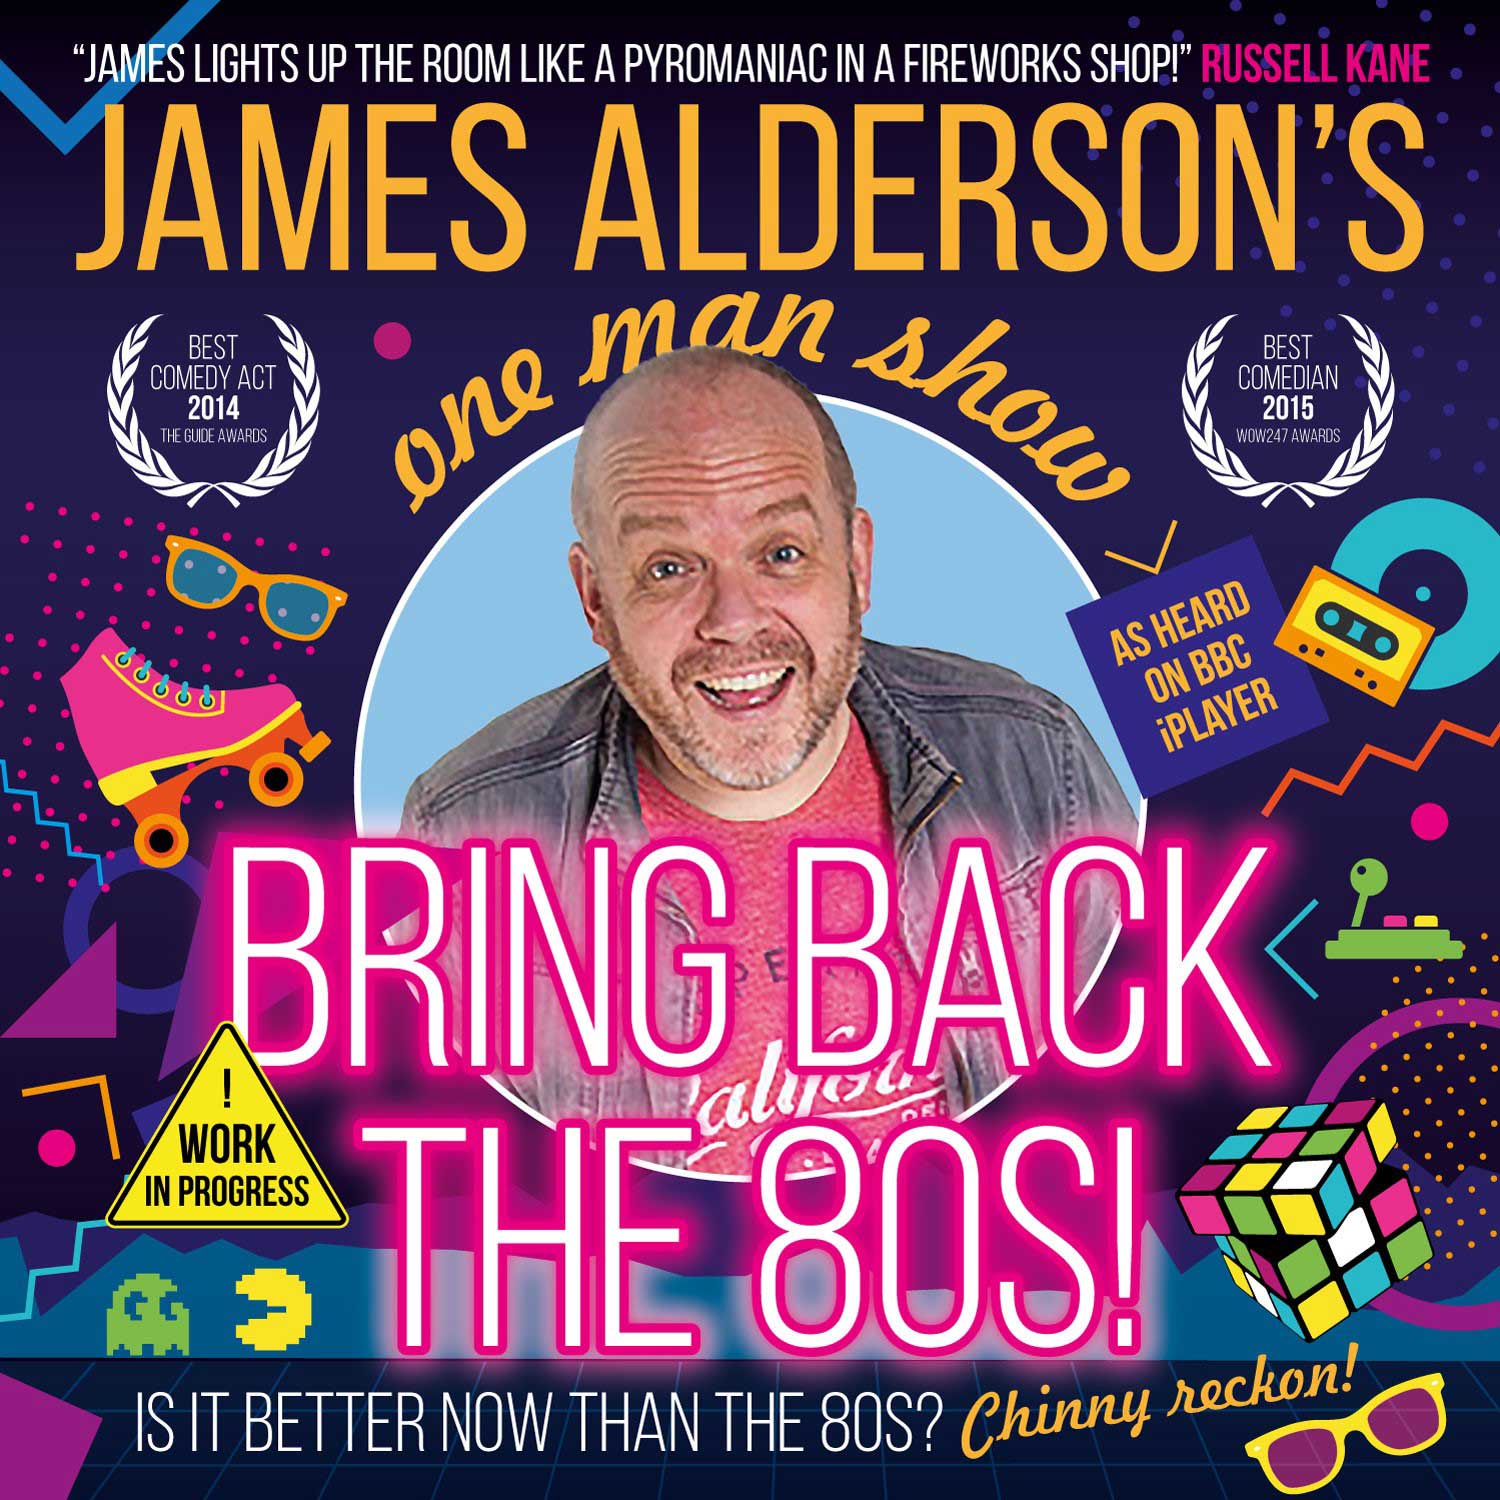 “JAMES LIGHTS UP THE ROOM LIKE A PYROMANIAC IN A FIREWORKS SHOP!” RUSSELL KANE
JAMES ALDERSON’S
one man show
BEST
COMEDY ACT
2014
THE GUIDE AWARDS
BEST
COMEDIAN
2015
WOW247 AWARDS
AS HEARD
ON BBC
iPLAYER
BRING BACK
THE 80S!
!
WORK
IN PROGRESS
IS IT BETTER NOW THAN THE 80S? Chinny reckon!